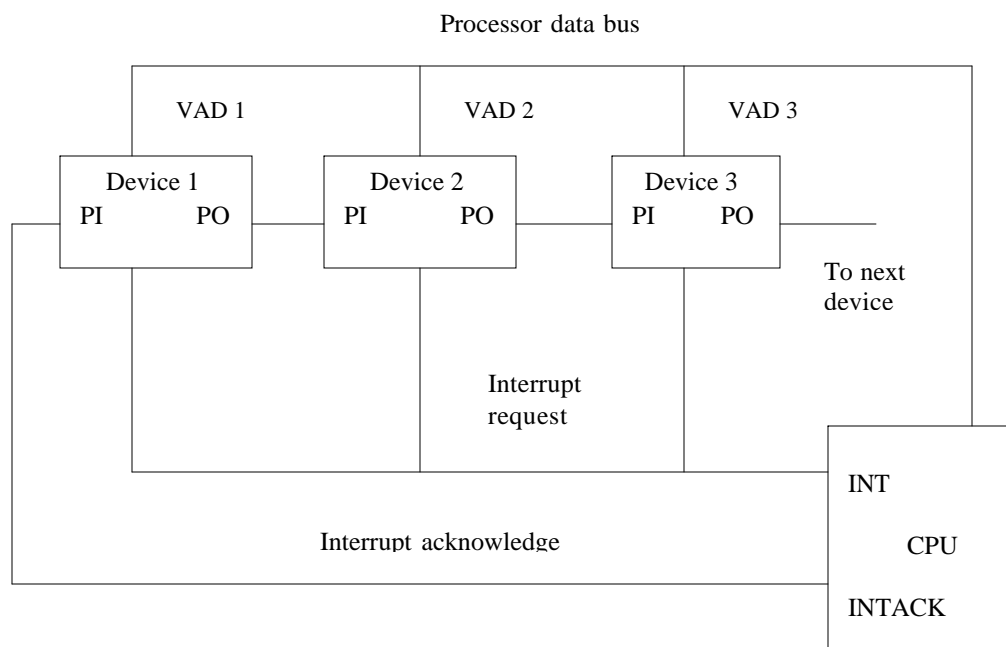 Processor data bus
VAD 1
VAD 2
VAD 3
Device 1
Device 2
Device 3
PI
PO
PI
PO
PI
PO
To next
device
Interrupt
request
INT
Interrupt acknowledge
CPU
INTACK